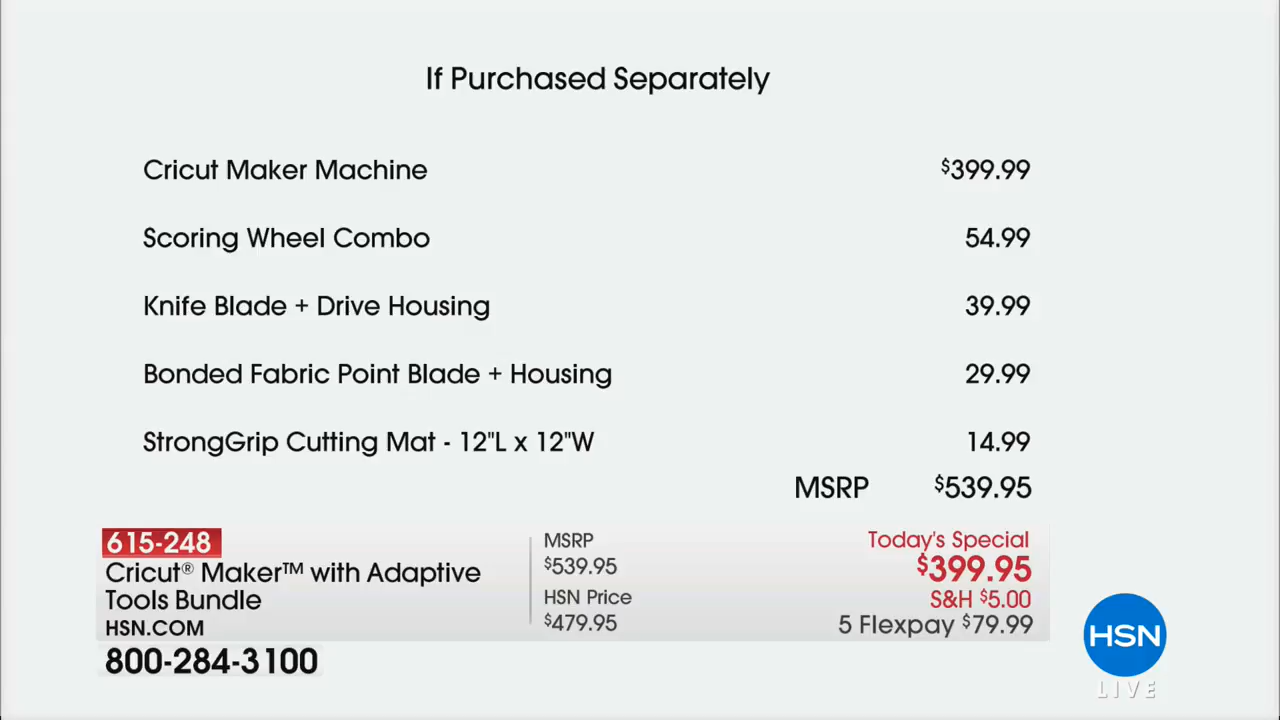 If Purchased Separately
Cricut Maker Machine $399.99
Scoring Wheel Combo 54.99
Knife Blade + Drive Housing 39.99
Bonded Fabric Point Blade + Housing 29.99
StrongGrip Cutting Mat - 12"L x 12"W 14.99
MSRP $539.95
615-248
Cricut® Maker™ with Adaptive
Tools Bundle
HSN.COM
800-284-3100
MSRP
$539.95
HSN Price
$479.95
Today's Special
$399.95
S&H $5.00
5 Flexpay $79.99
HSN
LIVE